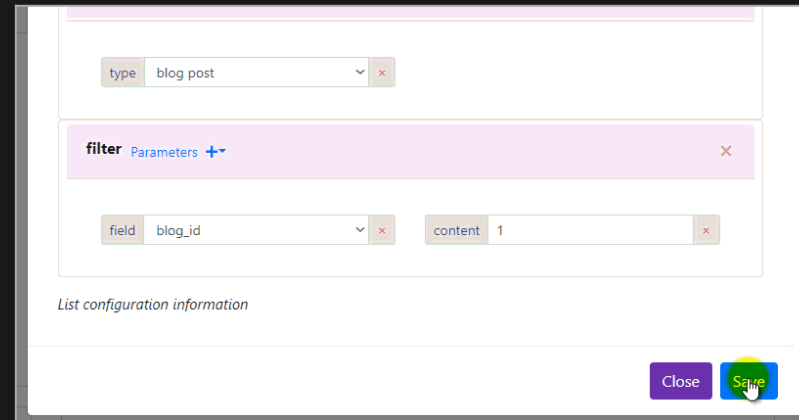 type blog post ×
filter Parameters +
field blog_id × content 1 ×
List configuration information
Close Save